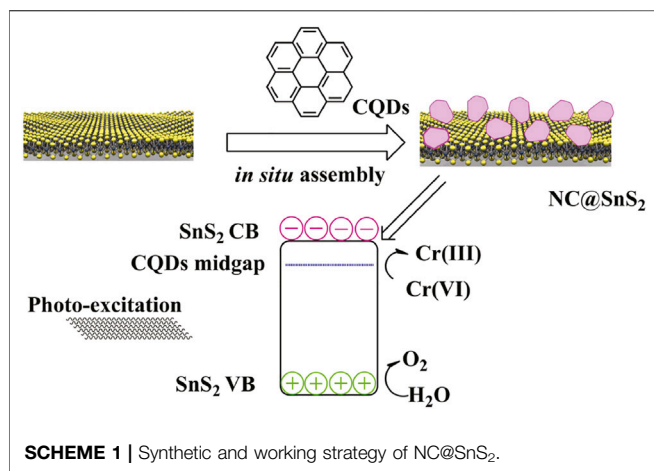 CQDs
in situ assembly
NC@SnS₂
SnS₂ CB
CQDs midgap
Cr(III)
Cr(VI)
Photo-excitation
SnS₂ VB
O₂
H₂O
SCHEME 1 | Synthetic and working strategy of NC@SnS₂.